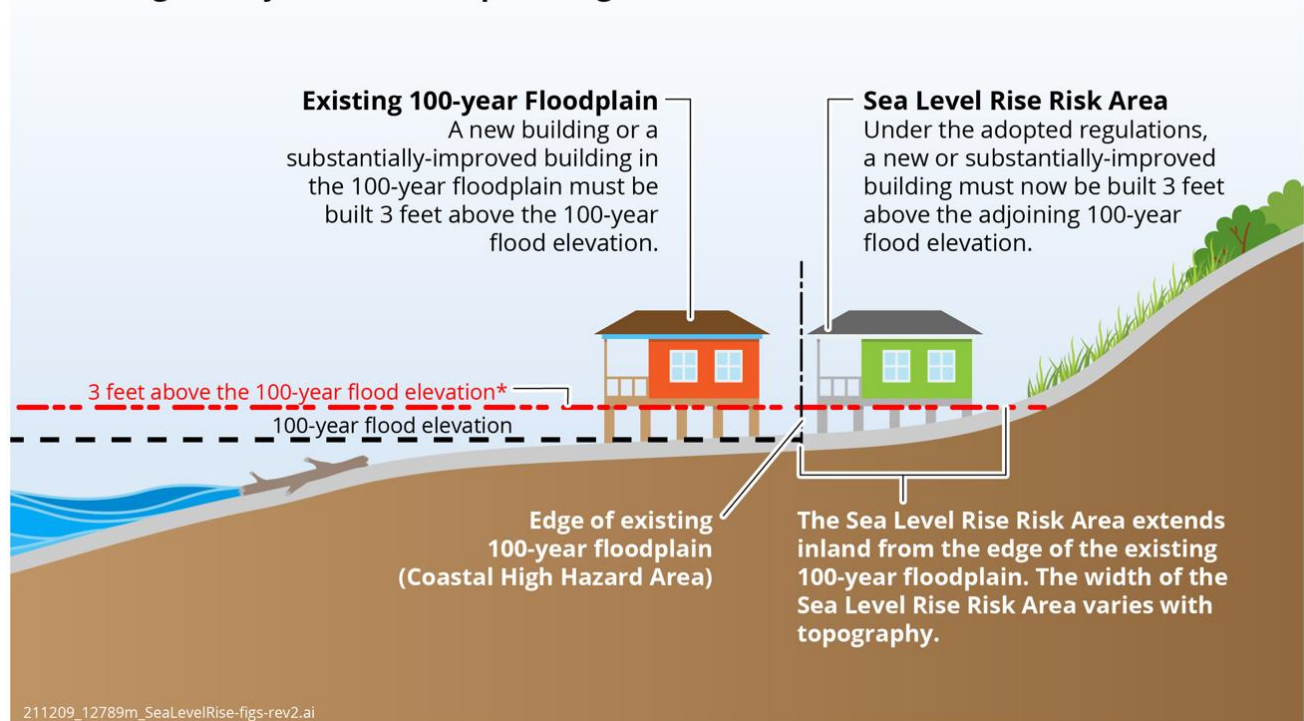 Existing 100-year Floodplain
A new building or a
substantially-improved building in
the 100-year floodplain must be
built 3 feet above the 100-year
flood elevation.
Sea Level Rise Risk Area
Under the adopted regulations,
a new or substantially-improved
building must now be built 3 feet
above the adjoining 100-year
flood elevation.
3 feet above the 100-year flood elevation*
100-year flood elevation
Edge of existing
100-year floodplain
(Coastal High Hazard Area)
The Sea Level Rise Risk Area extends
inland from the edge of the existing
100-year floodplain. The width of the
Sea Level Rise Risk Area varies with
topography.
211209_12789m_SeaLevelRise-figs-rev2.ai